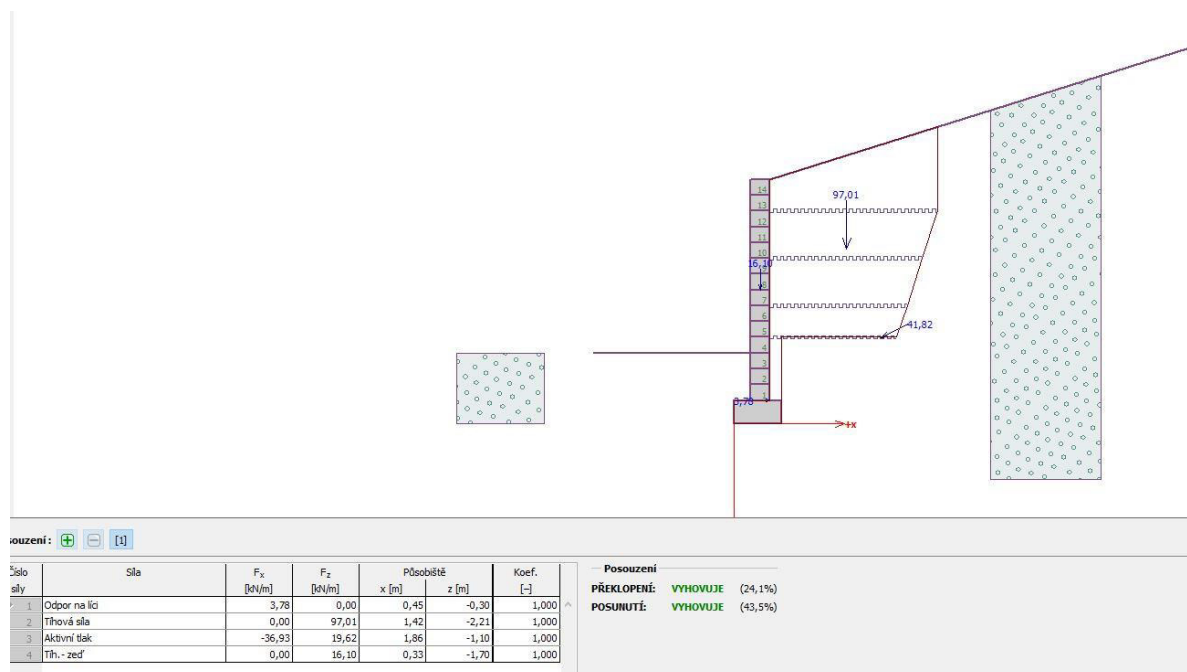 14
13
12
11
10
9
8
7
6
5
4
3
2
1
97,01
16,10
41,82
3,78
+x
souzení: [1]
Číslo síly Síla Fx [kN/m] Fz [kN/m] Působiště x [m] z [m] Koef. [–]
1 Odpor na líci 3,78 0,00 0,45 -0,30 1,000
2 Tíhová síla 0,00 97,01 1,42 -2,21 1,000
3 Aktivní tlak -36,93 19,62 1,86 -1,10 1,000
4 Tíh.- zeď 0,00 16,10 0,33 -1,70 1,000
Posouzení
PŘEKLOPENÍ: VYHOVUJE (24,1%)
POSUNUTÍ: VYHOVUJE (43,5%)